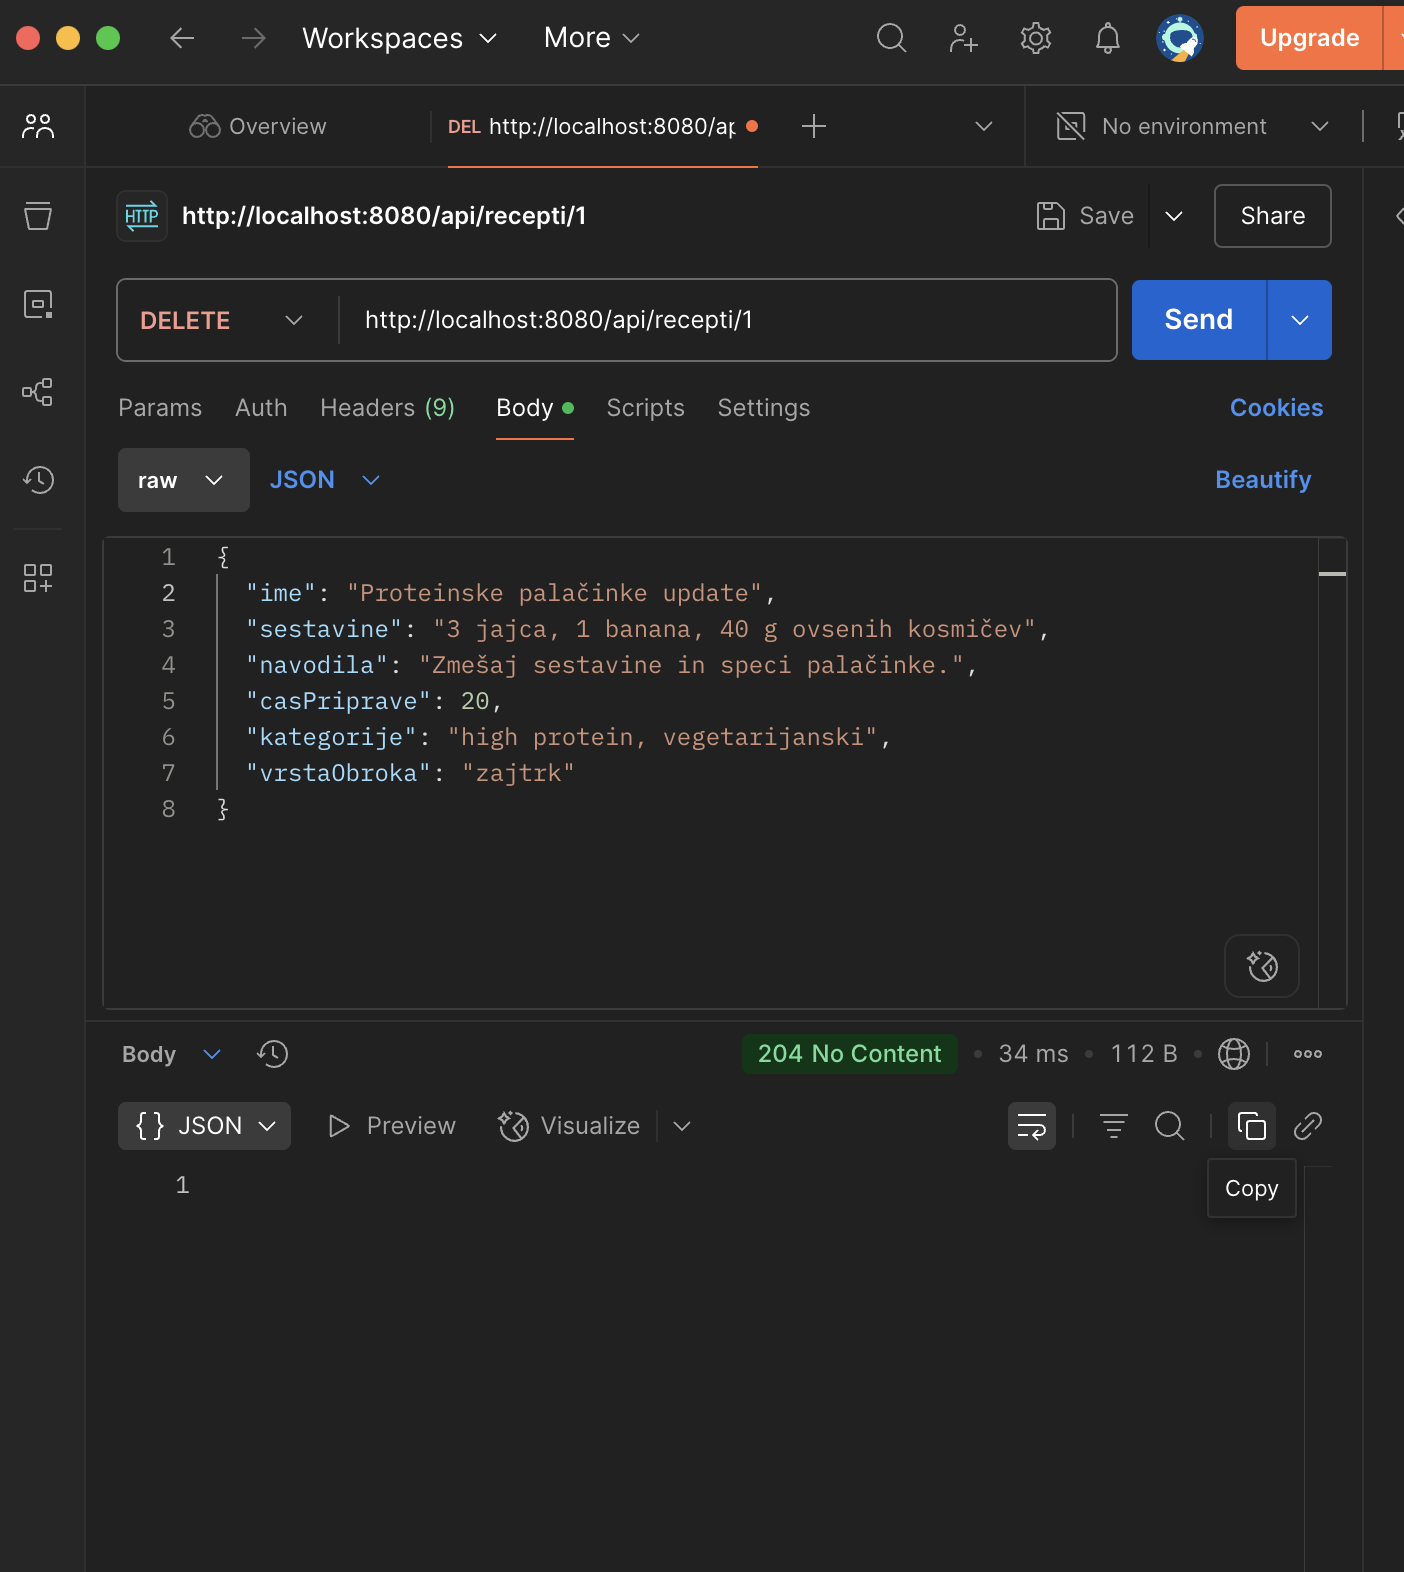 Workspaces More Upgrade
Overview DEL http://localhost:8080/ap No environment
HTTP http://localhost:8080/api/recepti/1 Save Share
DELETE http://localhost:8080/api/recepti/1 Send
Params Auth Headers (9) Body Scripts Settings Cookies
raw JSON Beautify
1 {
2 "ime": "Proteinske palačinke update",
3 "sestavine": "3 jajca, 1 banana, 40 g ovsenih kosmičev",
4 "navodila": "Zmešaj sestavine in speci palačinke.",
5 "casPriprave": 20,
6 "kategorije": "high protein, vegetarijanski",
7 "vrstaObroka": "zajtrk"
8 }
Body 204 No Content 34 ms 112 B
{} JSON Preview Visualize
1
Copy